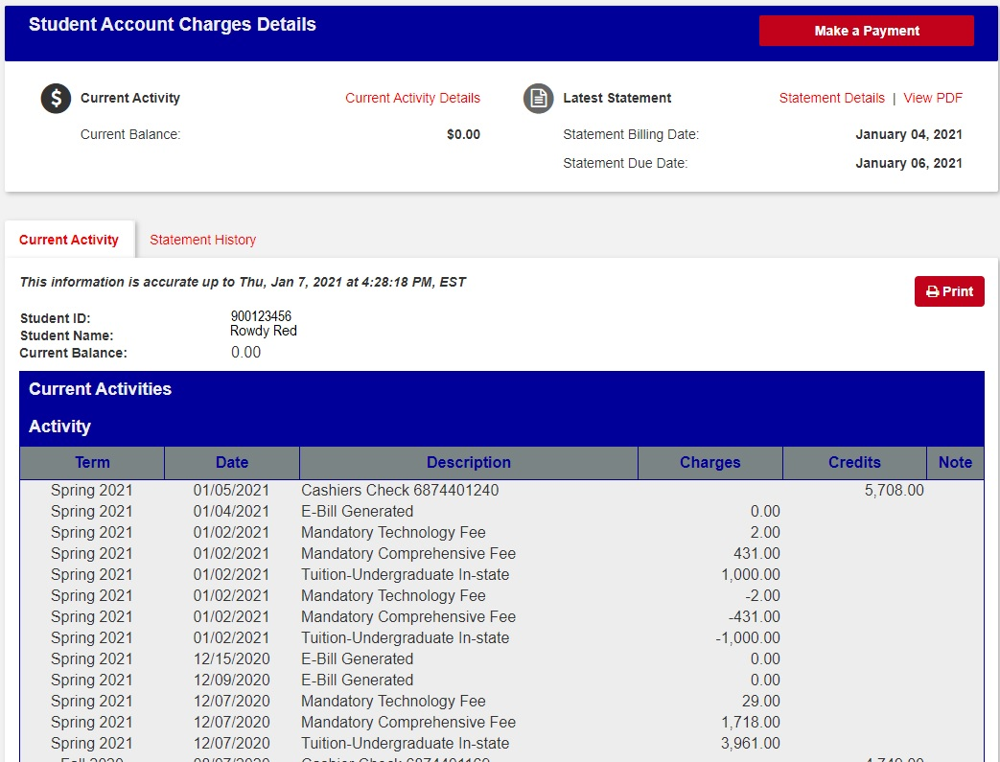 Student Account Charges Details
Make a Payment
Current Activity
Current Activity Details
Current Balance:
$0.00
Latest Statement
Statement Details | View PDF
Statement Billing Date:
January 04, 2021
Statement Due Date:
January 06, 2021
Current Activity
Statement History
This information is accurate up to Thu, Jan 7, 2021 at 4:28:18 PM, EST
Print
Student ID: 900123456
Student Name: Rowdy Red
Current Balance: 0.00
Current Activities
Activity
Term Date Description Charges Credits Note
Spring 2021 01/05/2021 Cashiers Check 6874401240 5,708.00
Spring 2021 01/04/2021 E-Bill Generated 0.00
Spring 2021 01/02/2021 Mandatory Technology Fee 2.00
Spring 2021 01/02/2021 Mandatory Comprehensive Fee 431.00
Spring 2021 01/02/2021 Tuition-Undergraduate In-state 1,000.00
Spring 2021 01/02/2021 Mandatory Technology Fee -2.00
Spring 2021 01/02/2021 Mandatory Comprehensive Fee -431.00
Spring 2021 01/02/2021 Tuition-Undergraduate In-state -1,000.00
Spring 2021 12/15/2020 E-Bill Generated 0.00
Spring 2021 12/09/2020 E-Bill Generated 0.00
Spring 2021 12/07/2020 Mandatory Technology Fee 29.00
Spring 2021 12/07/2020 Mandatory Comprehensive Fee 1,718.00
Spring 2021 12/07/2020 Tuition-Undergraduate In-state 3,961.00
Fall 2020